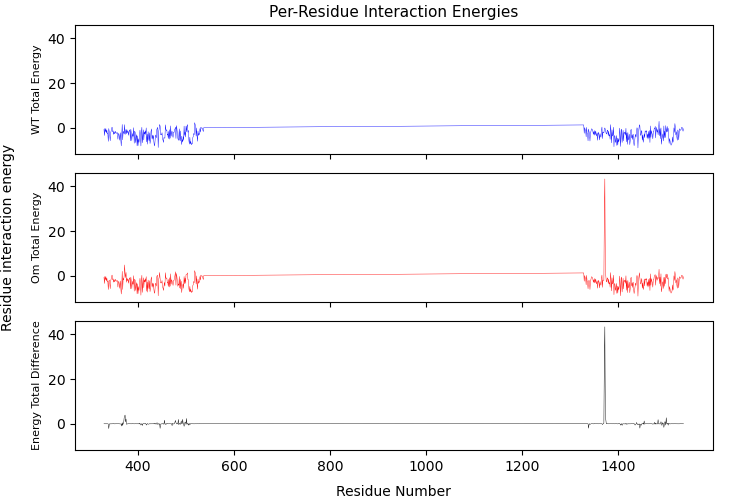 Per-Residue Interaction Energies
Residue interaction energy
WT Total Energy
40
20
0
Om Total Energy
40
20
0
Energy Total Difference
40
20
0
400 600 800 1000 1200 1400
Residue Number